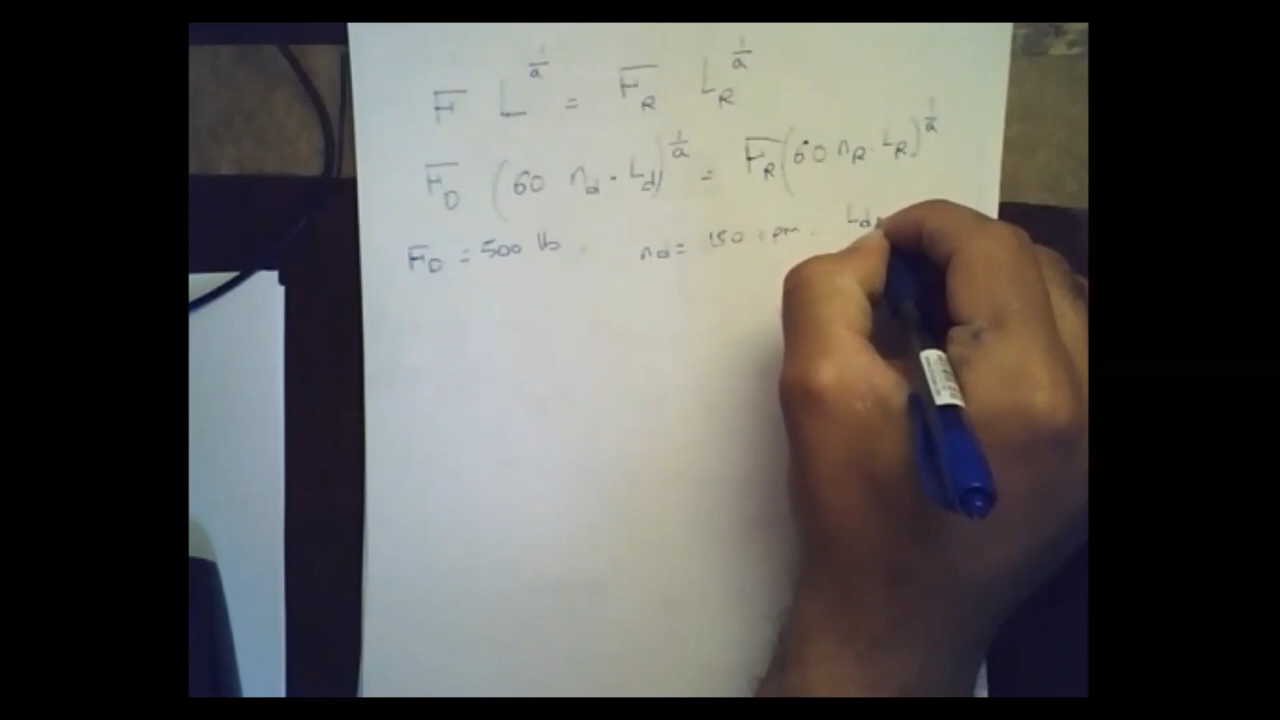 F L^{1/a} = F_R L_R^{1/a}
F_D (60 n_d · L_d)^{1/a} = F_R (60 n_R · L_R)^{1/a}
F_D = 500 lb. n_d = 150 rpm. L_d